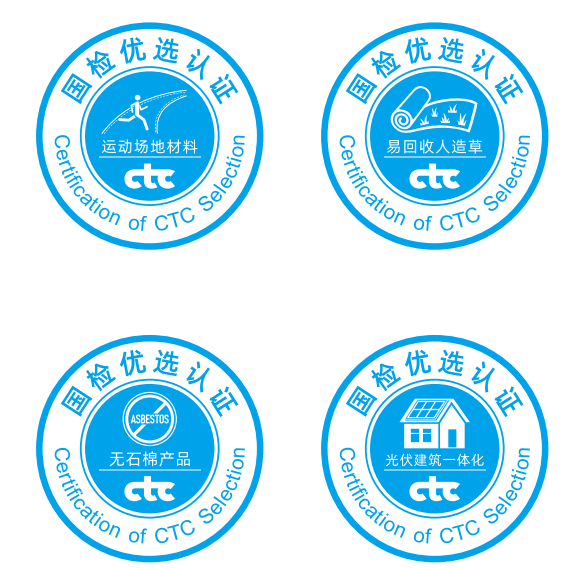 国检优选认证
运动场地材料
ctc
Certification of CTC Selection
国检优选认证
易回收人造草
ctc
Certification of CTC Selection
国检优选认证
ASBESTOS
无石棉产品
ctc
Certification of CTC Selection
国检优选认证
光伏建筑一体化
ctc
Certification of CTC Selection